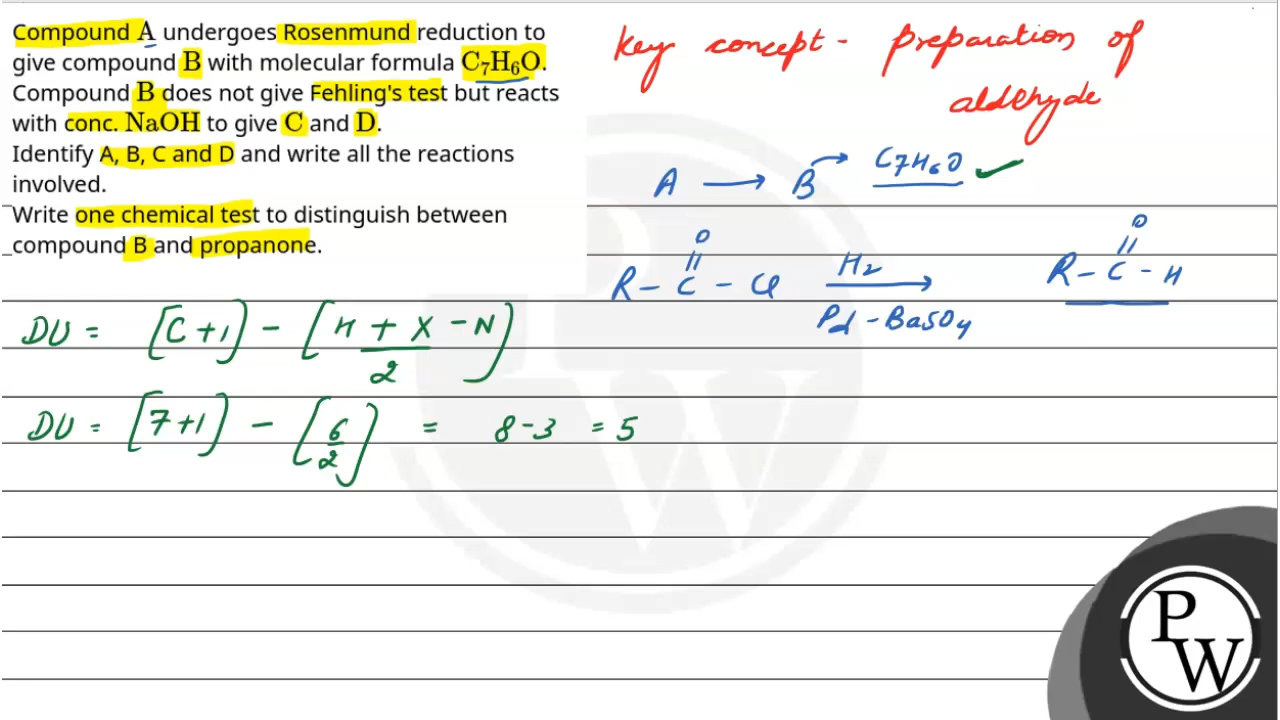 Compound A undergoes Rosenmund reduction to
give compound B with molecular formula C₇H₆O.
Compound B does not give Fehling's test but reacts
with conc. NaOH to give C and D.
Identify A, B, C and D and write all the reactions
involved.
Write one chemical test to distinguish between
compound B and propanone.
Key concept - preparation of
aldehyde
A → B → C₇H₆O ✓
O O
|| ||
R - C - Cl H₂ → R - C - H
Pd - BaSO₄
DU = [C + 1] - [H + X - N / 2]
DU = [7 + 1] - [6 / 2] = 8 - 3 = 5
PW
PW